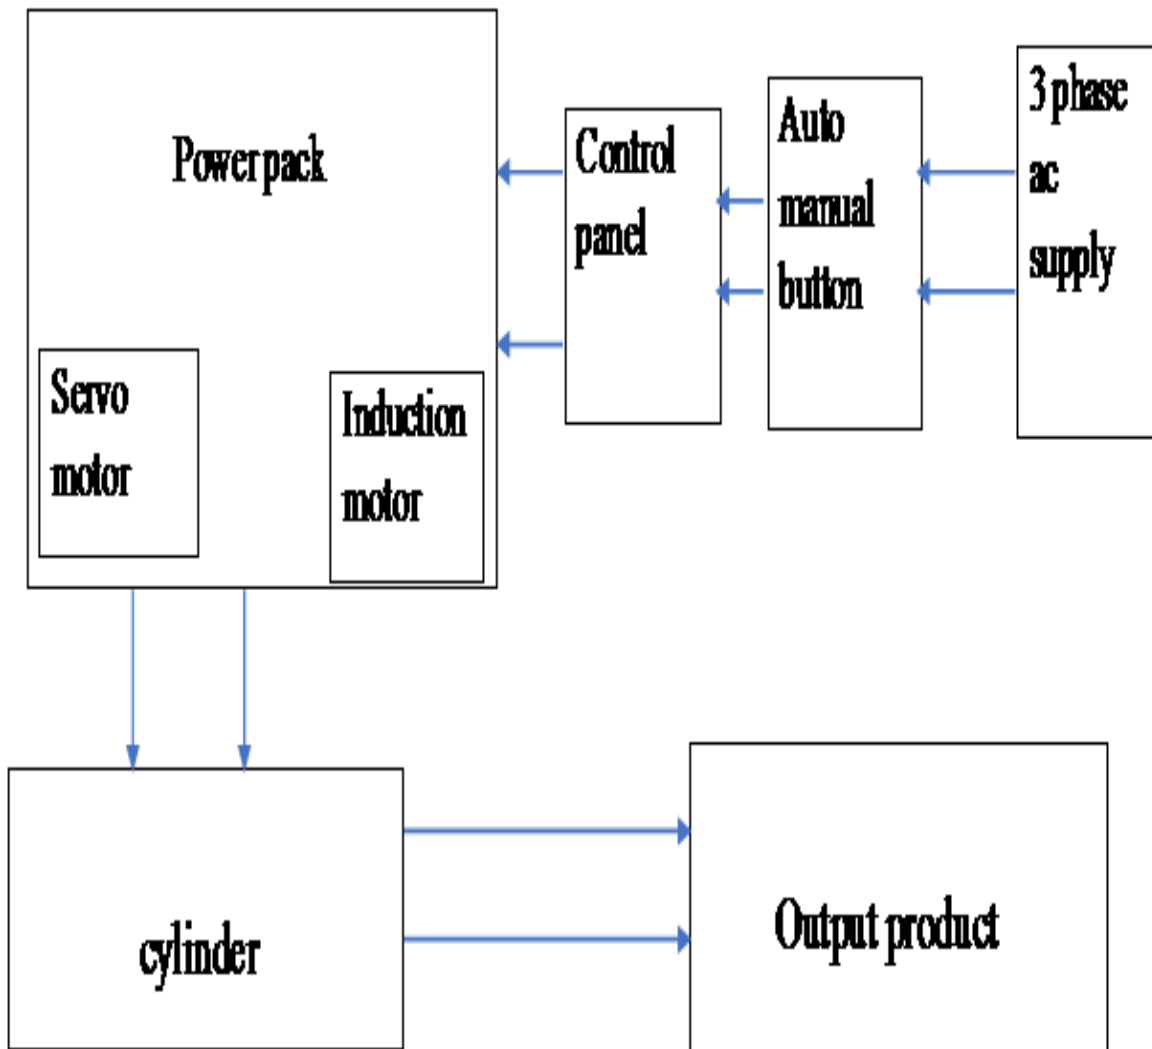 Power pack
Servo
motor
Induction
motor
Control
panel
Auto
manual
button
3 phase
ac
supply
cylinder
Output product